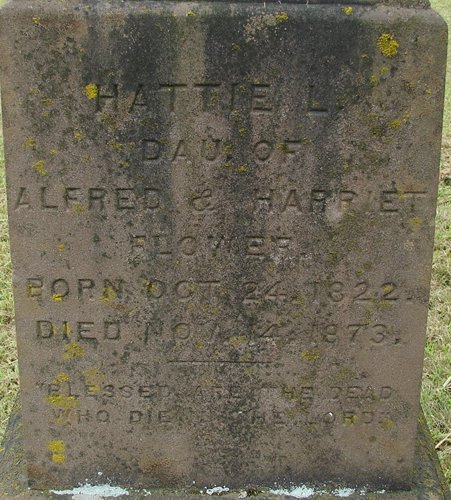 HATTIE L.
DAU. OF
ALFRED & HARRIET
FLOWER.
BORN OCT. 24, 1822.
DIED NOV. 14, 1873.
"BLESSED ARE THE DEAD
WHO DIE IN THE LORD"